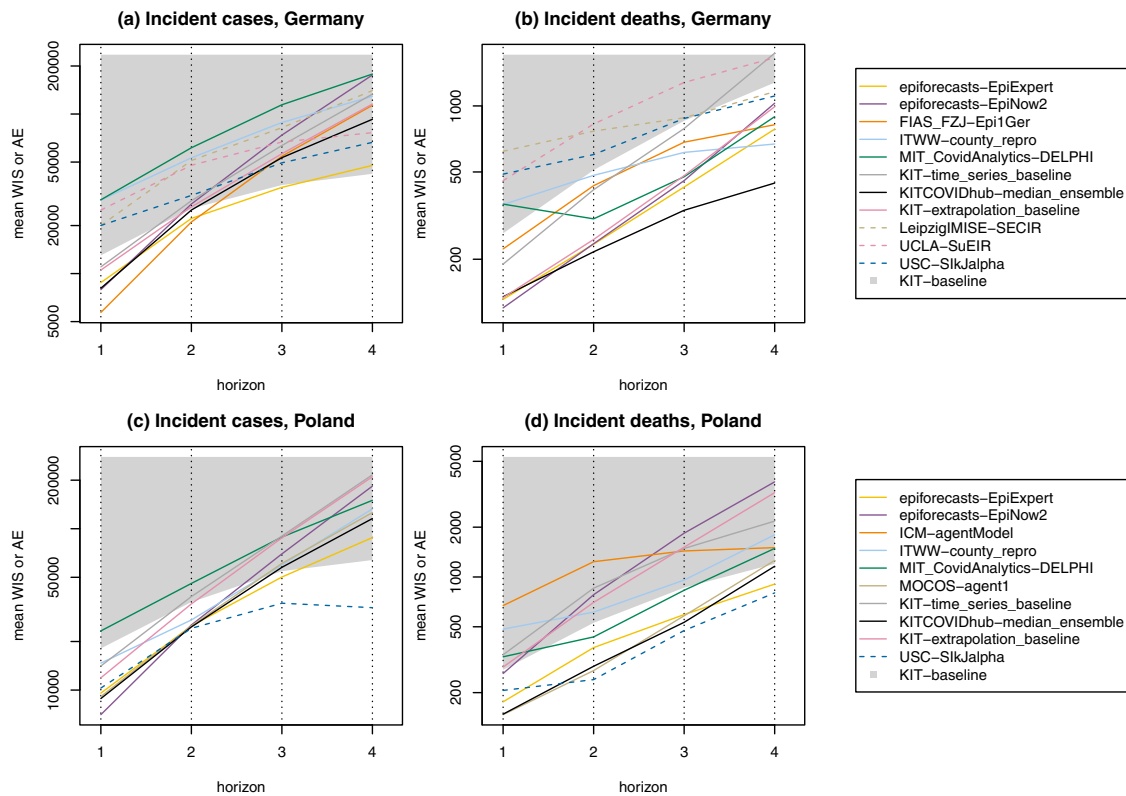 (a) Incident cases, Germany
mean WIS or AE
5000
20000
50000
200000
1 2 3 4
horizon
(b) Incident deaths, Germany
mean WIS or AE
200
500
1000
1 2 3 4
horizon
epiforecasts−EpiExpert
epiforecasts−EpiNow2
FIAS_FZJ−Epi1Ger
ITWW−county_repro
MIT_CovidAnalytics−DELPHI
KIT−time_series_baseline
KITCOVIDhub−median_ensemble
KIT−extrapolation_baseline
LeipzigIMISE−SECIR
UCLA−SuEIR
USC−SIkJalpha
KIT−baseline
(c) Incident cases, Poland
mean WIS or AE
10000
50000
200000
1 2 3 4
horizon
(d) Incident deaths, Poland
mean WIS or AE
200
500
1000
2000
5000
1 2 3 4
horizon
epiforecasts−EpiExpert
epiforecasts−EpiNow2
ICM−agentModel
ITWW−county_repro
MIT_CovidAnalytics−DELPHI
MOCOS−agent1
KIT−time_series_baseline
KITCOVIDhub−median_ensemble
KIT−extrapolation_baseline
USC−SIkJalpha
KIT−baseline